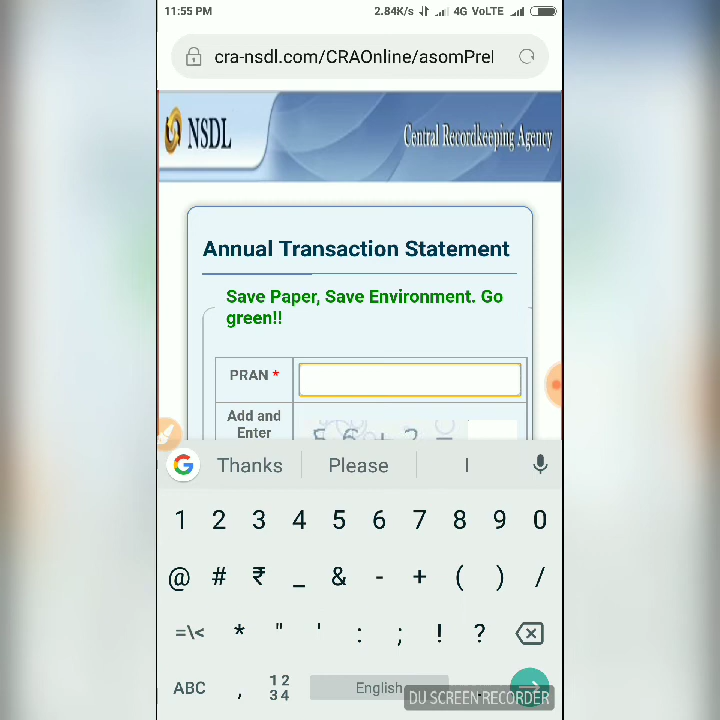 11:55 PM 2.84K/s 4G VoLTE
cra-nsdl.com/CRAOnline/asomPre
NSDL
Central Recordkeeping Agency
Annual Transaction Statement
Save Paper, Save Environment. Go
green!!
PRAN *
Add and
Enter
Thanks Please I
1 2 3 4 5 6 7 8 9 0
@ # ₹ _ & - + ( ) /
=\< * " ' : ; ! ?
ABC , 12 English .
34
DU SCREEN RECORDER